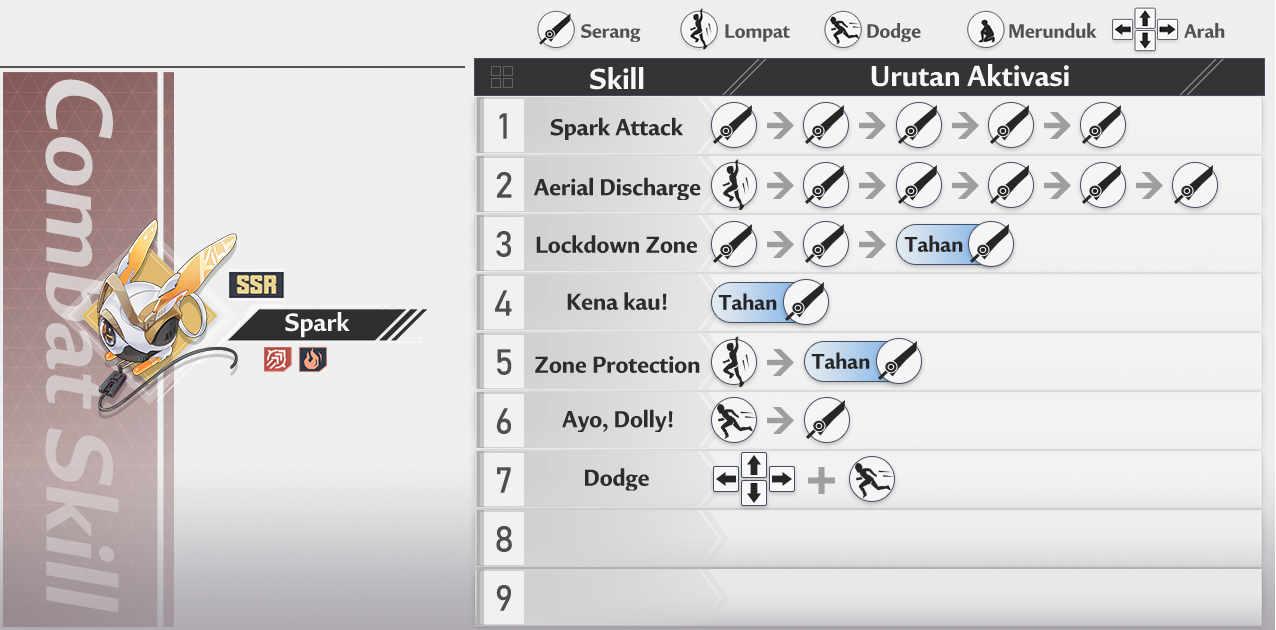 Serang Lompat Dodge Merunduk Arah
Combat Skill
KILL
SSR
Spark
Skill Urutan Aktivasi
1 Spark Attack
2 Aerial Discharge
3 Lockdown Zone Tahan
4 Kena kau! Tahan
5 Zone Protection Tahan
6 Ayo, Dolly!
7 Dodge
8
9